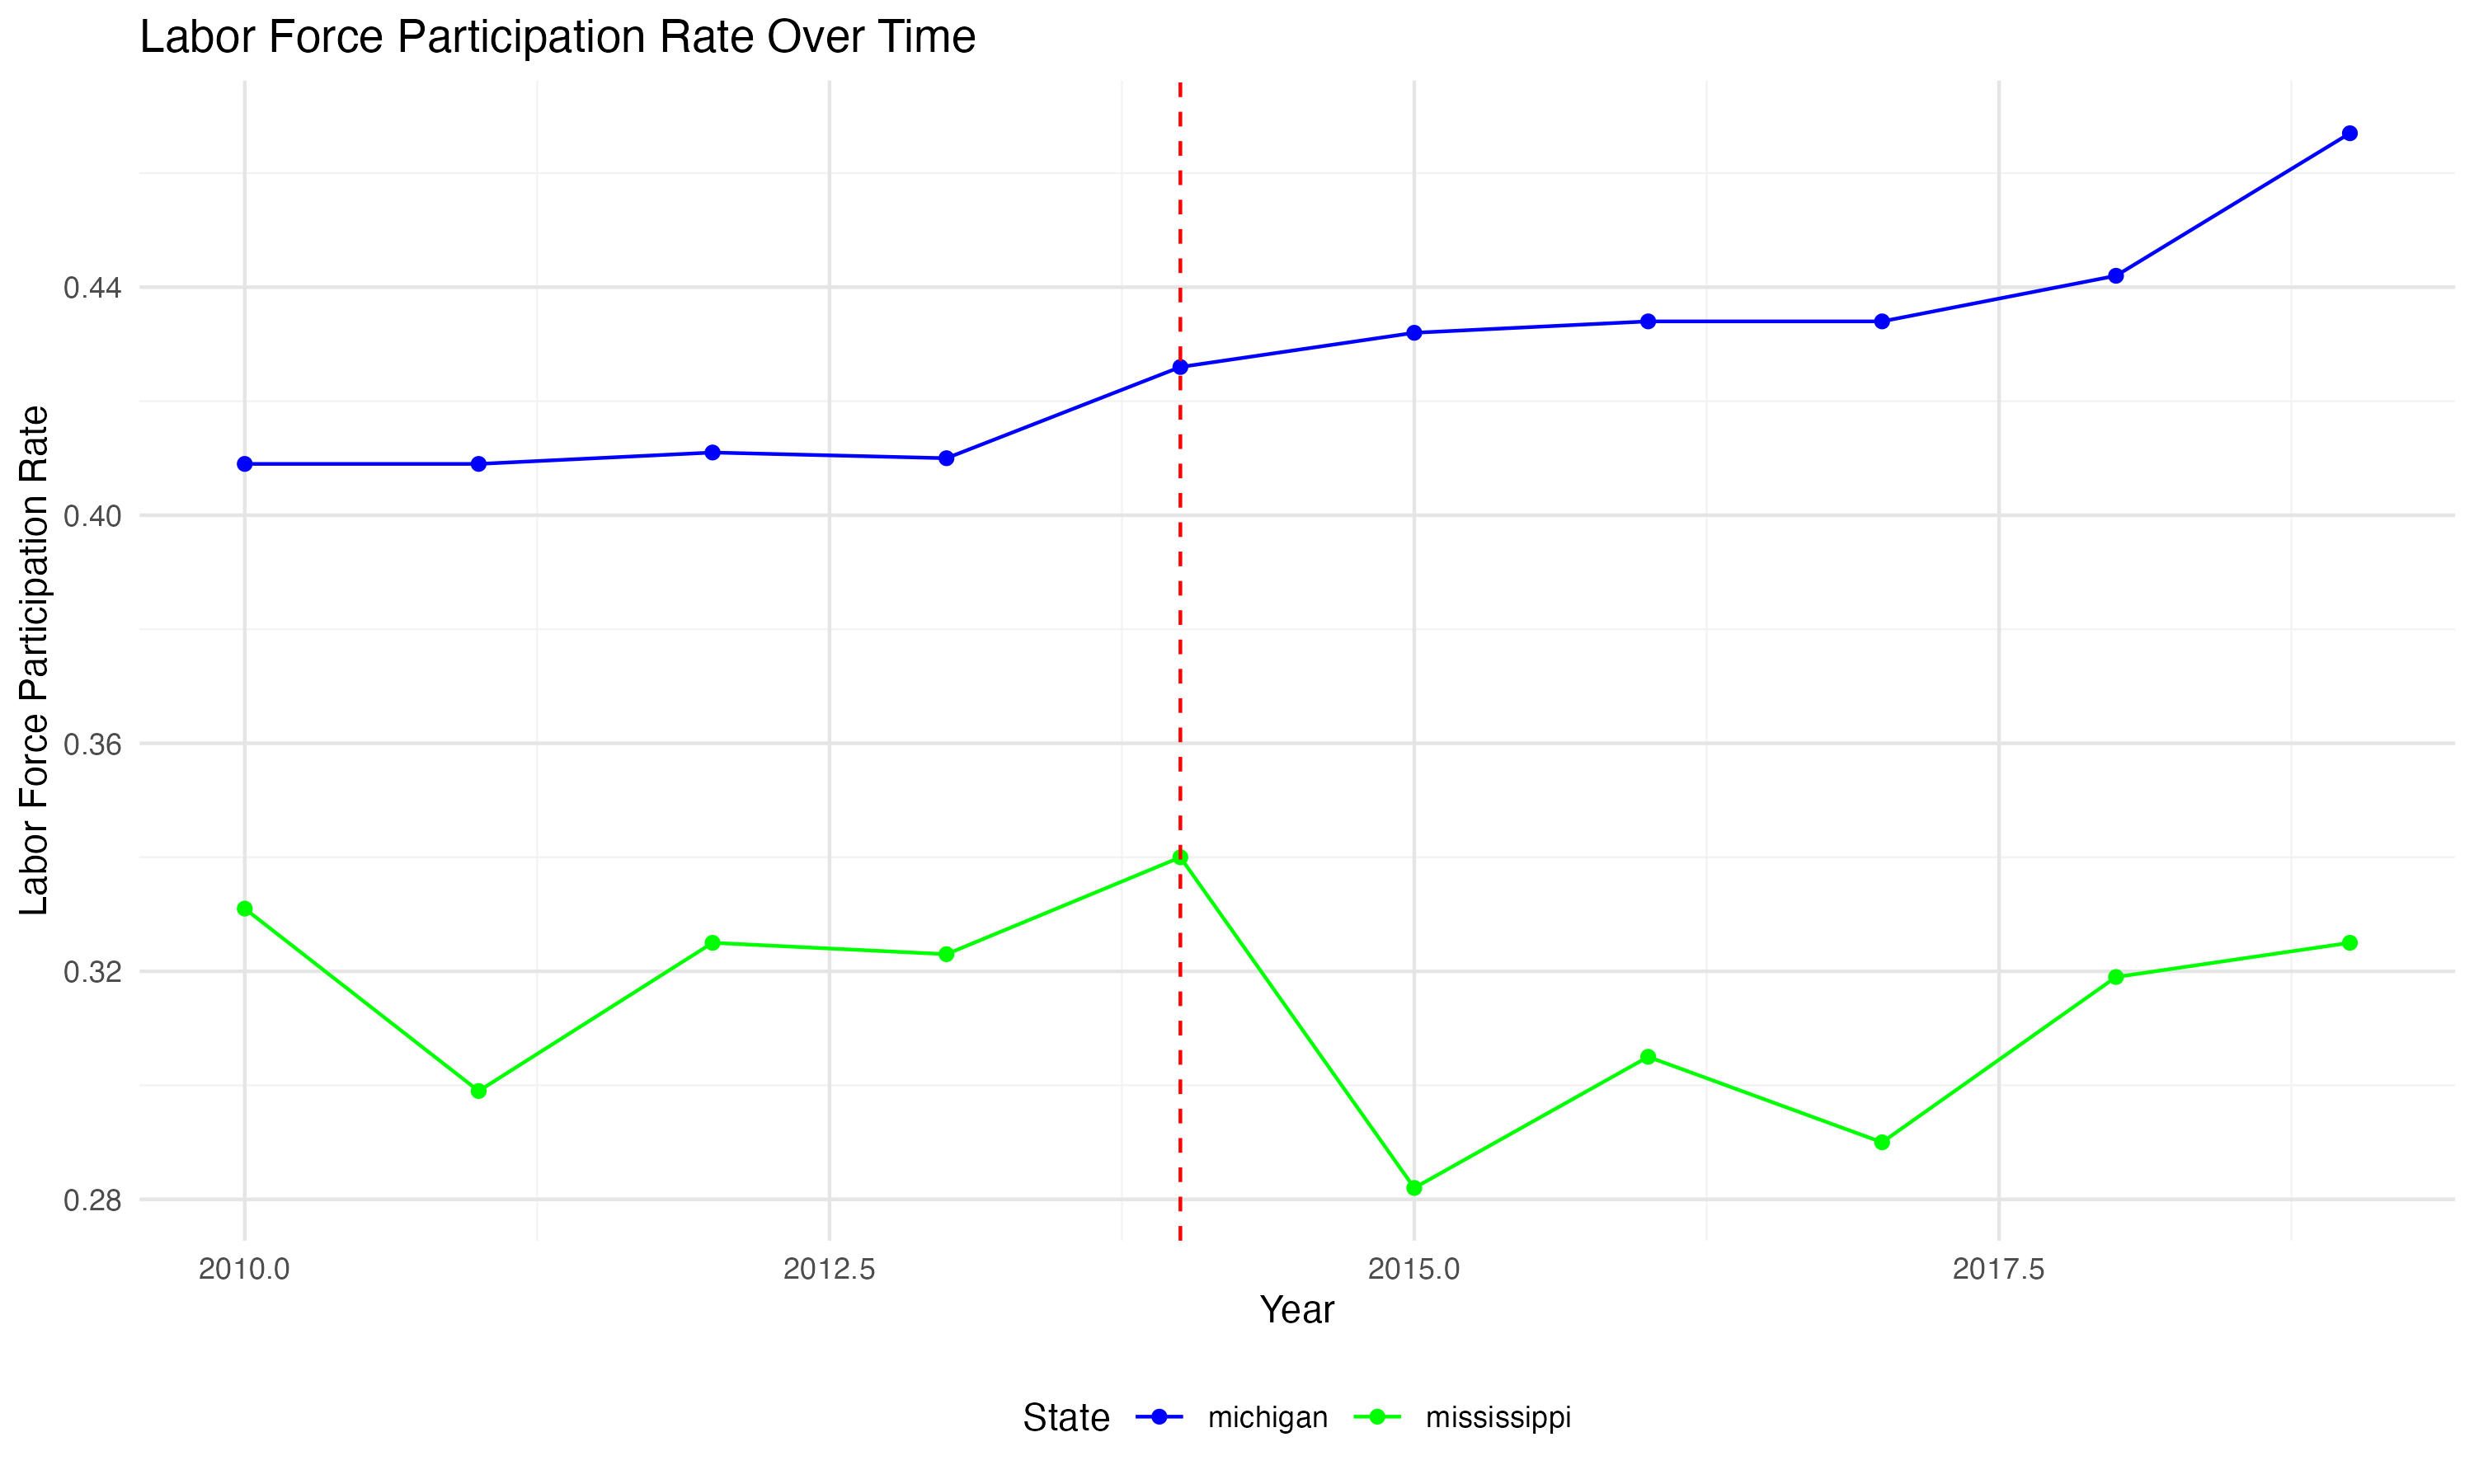 Labor Force Participation Rate Over Time
Labor Force Participation Rate
0.44
0.40
0.36
0.32
0.28
2010.0 2012.5 2015.0 2017.5
Year
State michigan mississippi